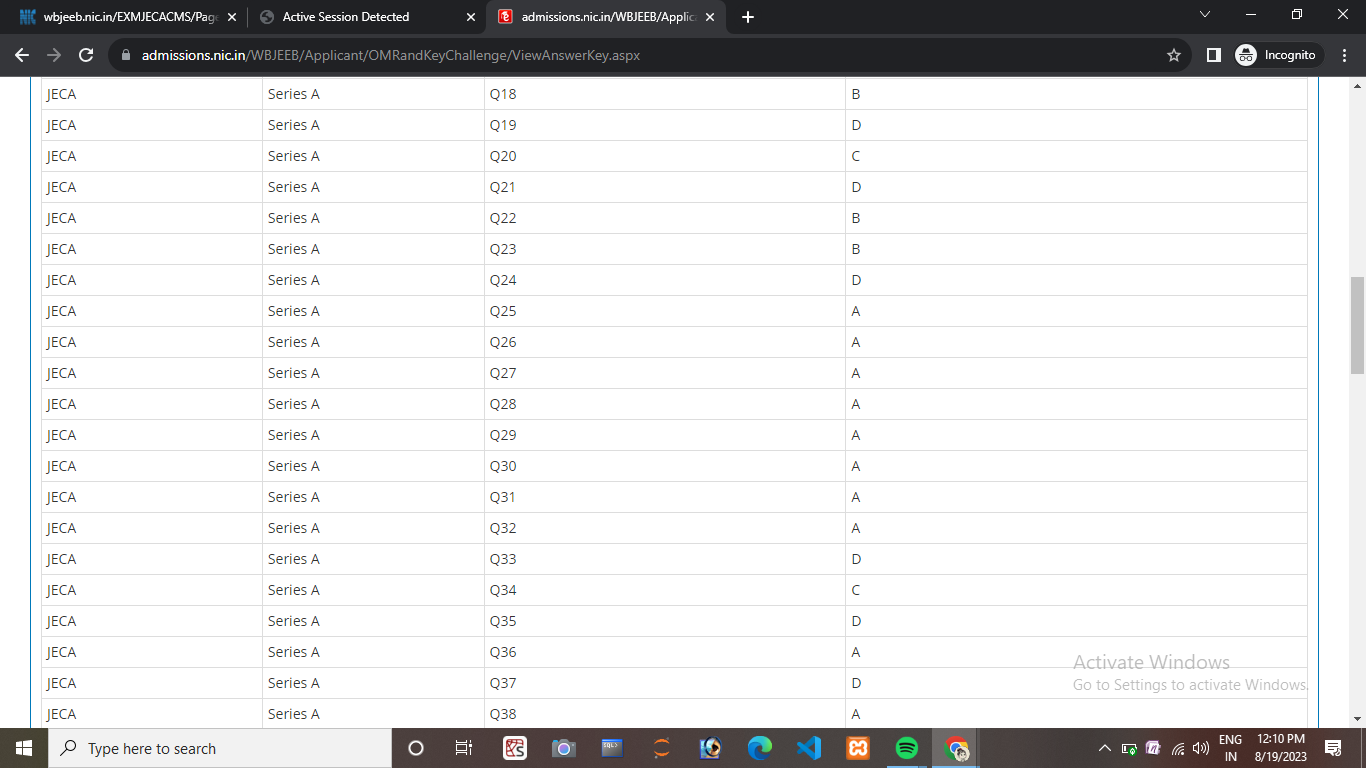 wbjeeb.nic.in/EXMJECACMS/Page
Active Session Detected
admissions.nic.in/WBJEEB/Applica
admissions.nic.in/WBJEEB/Applicant/OMRandKeyChallenge/ViewAnswerKey.aspx
Incognito
JECA Series A Q18 B
JECA Series A Q19 D
JECA Series A Q20 C
JECA Series A Q21 D
JECA Series A Q22 B
JECA Series A Q23 B
JECA Series A Q24 D
JECA Series A Q25 A
JECA Series A Q26 A
JECA Series A Q27 A
JECA Series A Q28 A
JECA Series A Q29 A
JECA Series A Q30 A
JECA Series A Q31 A
JECA Series A Q32 A
JECA Series A Q33 D
JECA Series A Q34 C
JECA Series A Q35 D
JECA Series A Q36 A
JECA Series A Q37 D
JECA Series A Q38 A
Activate Windows
Go to Settings to activate Windows.
Type here to search
ENG
IN
12:10 PM
8/19/2023